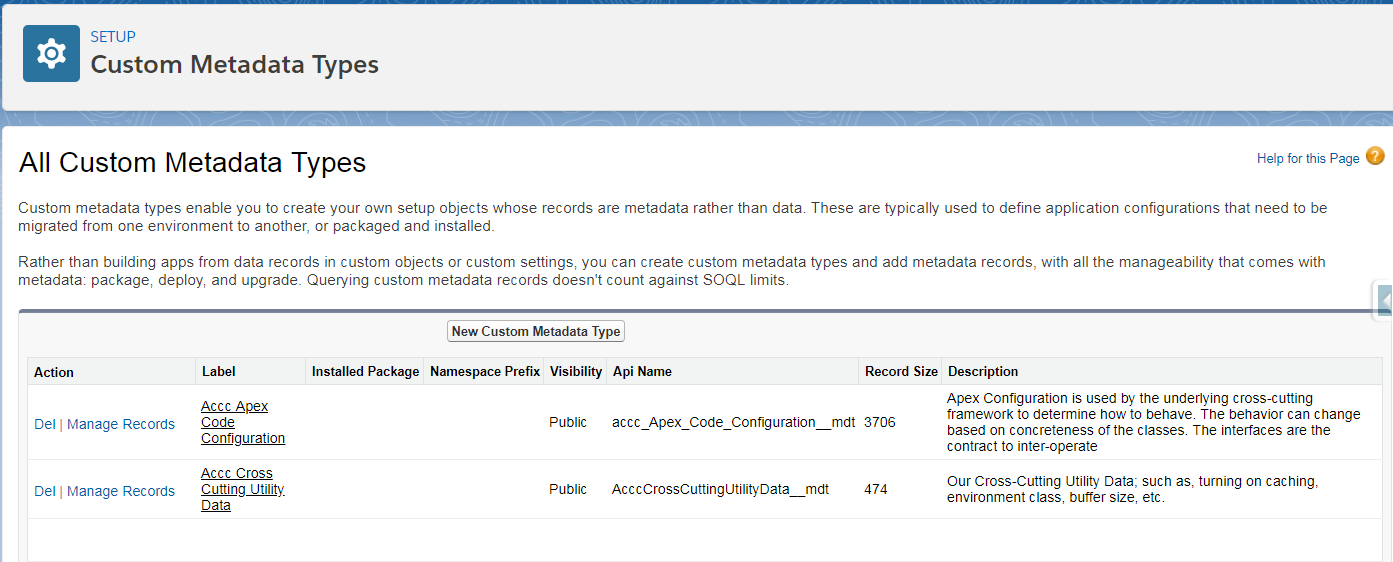 SETUP
Custom Metadata Types
All Custom Metadata Types
Help for this Page ?
Custom metadata types enable you to create your own setup objects whose records are metadata rather than data. These are typically used to define application configurations that need to be
migrated from one environment to another, or packaged and installed.
Rather than building apps from data records in custom objects or custom settings, you can create custom metadata types and add metadata records, with all the manageability that comes with
metadata: package, deploy, and upgrade. Querying custom metadata records doesn't count against SOQL limits.
New Custom Metadata Type
Action Label Installed Package Namespace Prefix Visibility Api Name Record Size Description
Del | Manage Records
Accc Apex
Code
Configuration
Public
accc_Apex_Code_Configuration__mdt
3706
Apex Configuration is used by the underlying cross-cutting
framework to determine how to behave. The behavior can change
based on concreteness of the classes. The interfaces are the
contract to inter-operate
Del | Manage Records
Accc Cross
Cutting Utility
Data
Public
AcccCrossCuttingUtilityData__mdt
474
Our Cross-Cutting Utility Data; such as, turning on caching,
environment class, buffer size, etc.